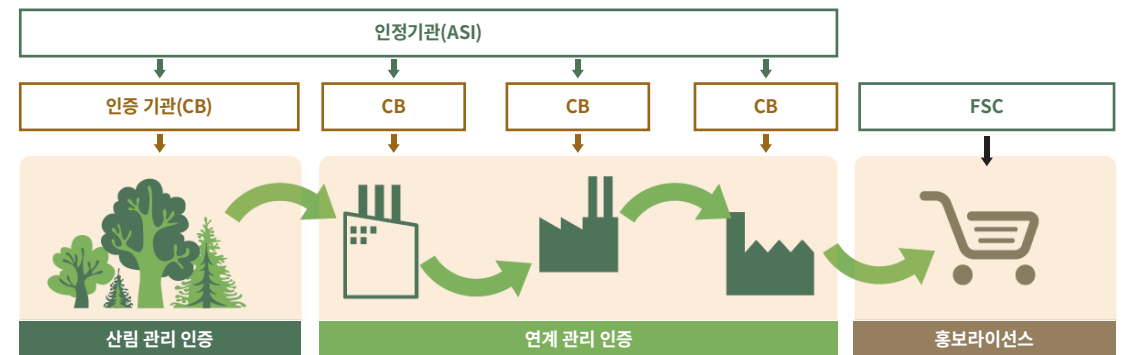 인정기관(ASI)
인증 기관(CB)
CB
CB
CB
FSC
산림 관리 인증
연계 관리 인증
홍보라이선스